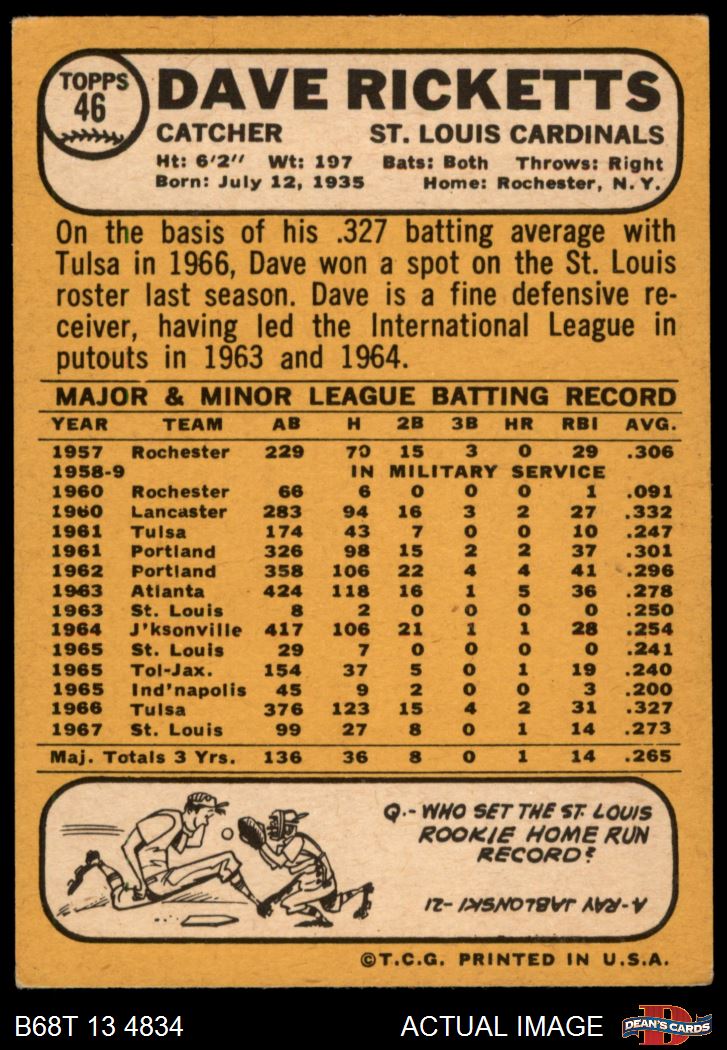 TOPPS
46
DAVE RICKETTS
CATCHER ST. LOUIS CARDINALS
Ht: 6'2" Wt: 197 Bats: Both Throws: Right
Born: July 12, 1935 Home: Rochester, N. Y.
On the basis of his .327 batting average with
Tulsa in 1966, Dave won a spot on the St. Louis
roster last season. Dave is a fine defensive re-
ceiver, having led the International League in
putouts in 1963 and 1964.
MAJOR & MINOR LEAGUE BATTING RECORD
YEAR TEAM AB H 2B 3B HR RBI AVG.
1957 Rochester 229 70 15 3 0 29 .306
1958-9 IN MILITARY SERVICE
1960 Rochester 66 6 0 0 0 1 .091
1960 Lancaster 283 94 16 3 2 27 .332
1961 Tulsa 174 43 7 0 0 10 .247
1961 Portland 326 98 15 2 2 37 .301
1962 Portland 358 106 22 4 4 41 .296
1963 Atlanta 424 118 16 1 5 36 .278
1963 St. Louis 8 2 0 0 0 0 .250
1964 J'ksonville 417 106 21 1 1 28 .254
1965 St. Louis 29 7 0 0 0 0 .241
1965 Tol-Jax. 154 37 5 0 1 19 .240
1965 Ind'napolis 45 9 2 0 0 3 .200
1966 Tulsa 376 123 15 4 2 31 .327
1967 St. Louis 99 27 8 0 1 14 .273
Maj. Totals 3 Yrs. 136 36 8 0 1 14 .265
Q.- WHO SET THE ST. LOUIS
ROOKIE HOME RUN
RECORD?
A-RAY JABLONSKI-21
©T.C.G. PRINTED IN U.S.A.
B68T 13 4834 ACTUAL IMAGE
D
DEAN'S CARDS